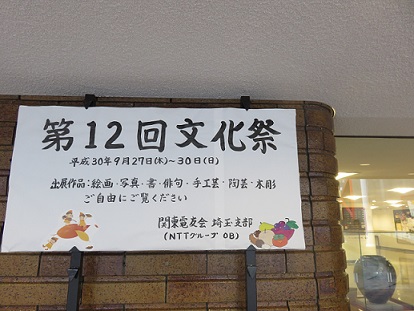 第12回文化祭
平成30年9月27日(木)～30日(日)
出展作品:絵画・写真・書・俳句・手工芸・陶芸・木彫
ご自由にご覧ください
関東電友会 埼玉支部
(NTTグループ OB)